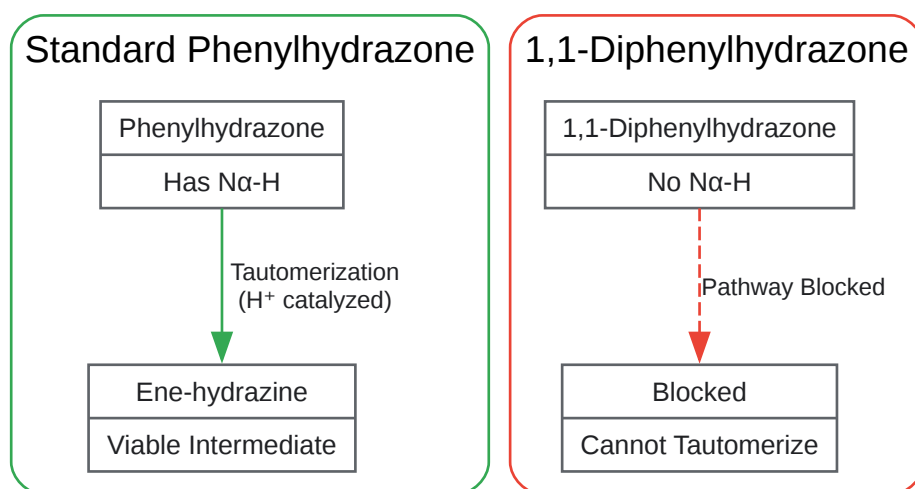 Standard Phenylhydrazone
Phenylhydrazone
Has Nα-H
Tautomerization
(H⁺ catalyzed)
Ene-hydrazine
Viable Intermediate
1,1-Diphenylhydrazone
1,1-Diphenylhydrazone
No Nα-H
Pathway Blocked
Blocked
Cannot Tautomerize